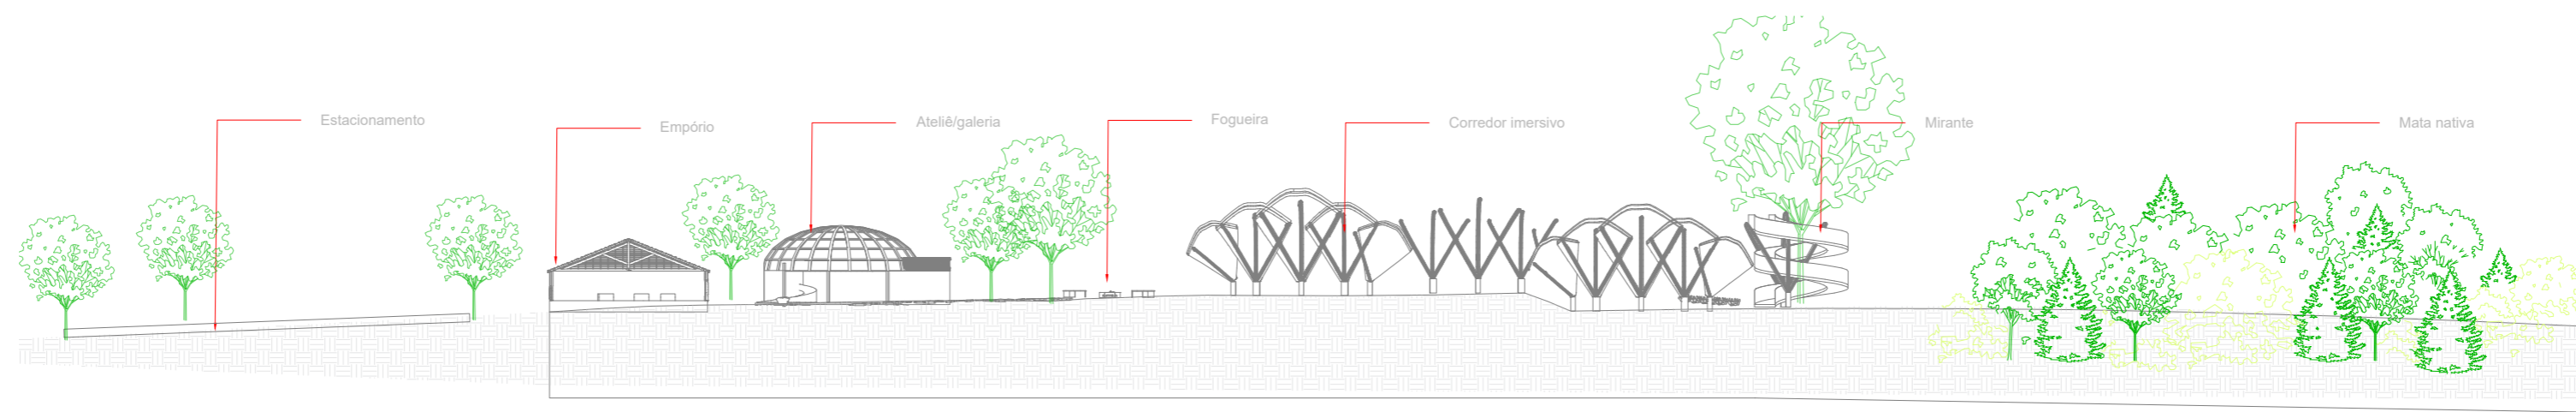 Estacionamento
Empório
Ateliê/galeria
Fogueira
Corredor imersivo
Mirante
Mata nativa